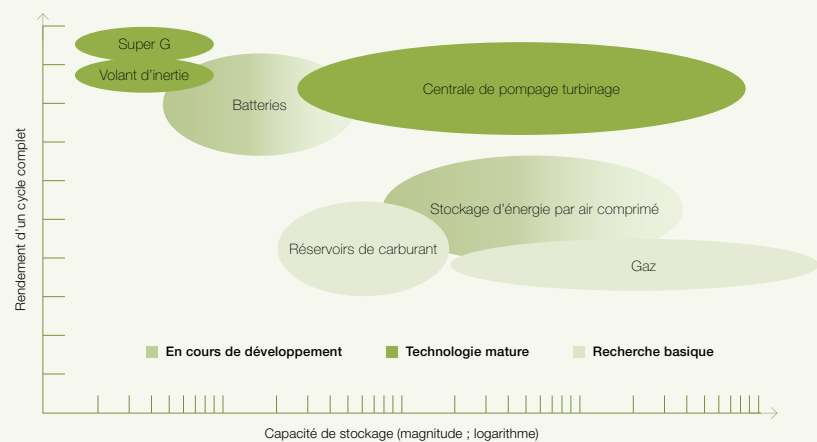 Super G
Volant d'inertie
Batteries
Centrale de pompage turbinage
Stockage d'énergie par air comprimé
Réservoirs de carburant
Gaz
Rendement d'un cycle complet
En cours de développement
Technologie mature
Recherche basique
Capacité de stockage (magnitude ; logarithme)